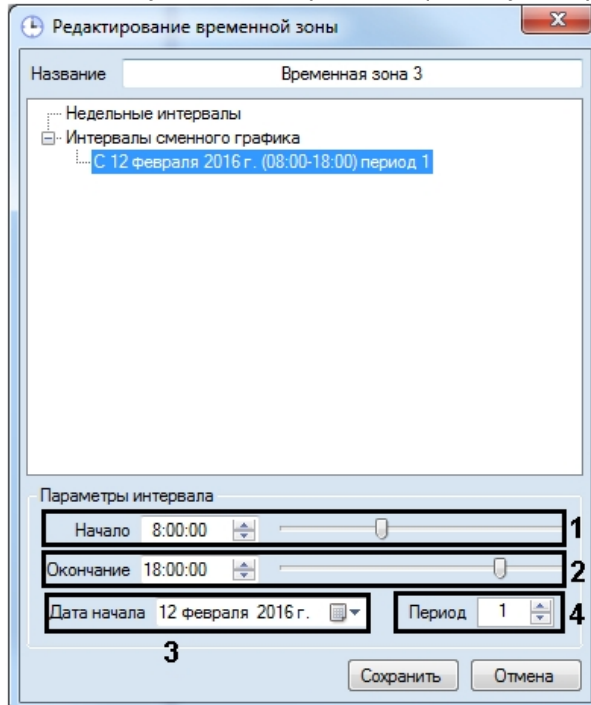 Редактирование временной зоны
Название Временная зона 3
Недельные интервалы
Интервалы сменного графика
С 12 февраля 2016 г. (08:00-18:00) период 1
Параметры интервала
Начало 8:00:00 1
Окончание 18:00:00 2
Дата начала 12 февраля 2016 г. Период 1 4
3
Сохранить Отмена